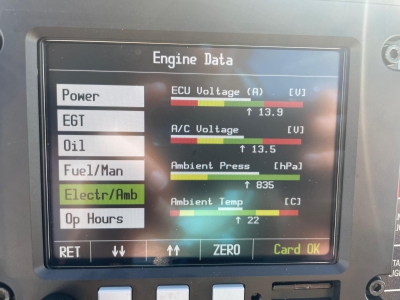 Engine Data
Power
EGT
Oil
Fuel/Man
Electr/Amb
Op Hours
ECU Voltage (A) [V]
↑ 13.9
A/C Voltage [V]
↑ 13.5
Ambient Press [hPa]
↑ 835
Ambient Temp [C]
↑ 22
RET ↓↓ ↑↑ ZERO Card OK